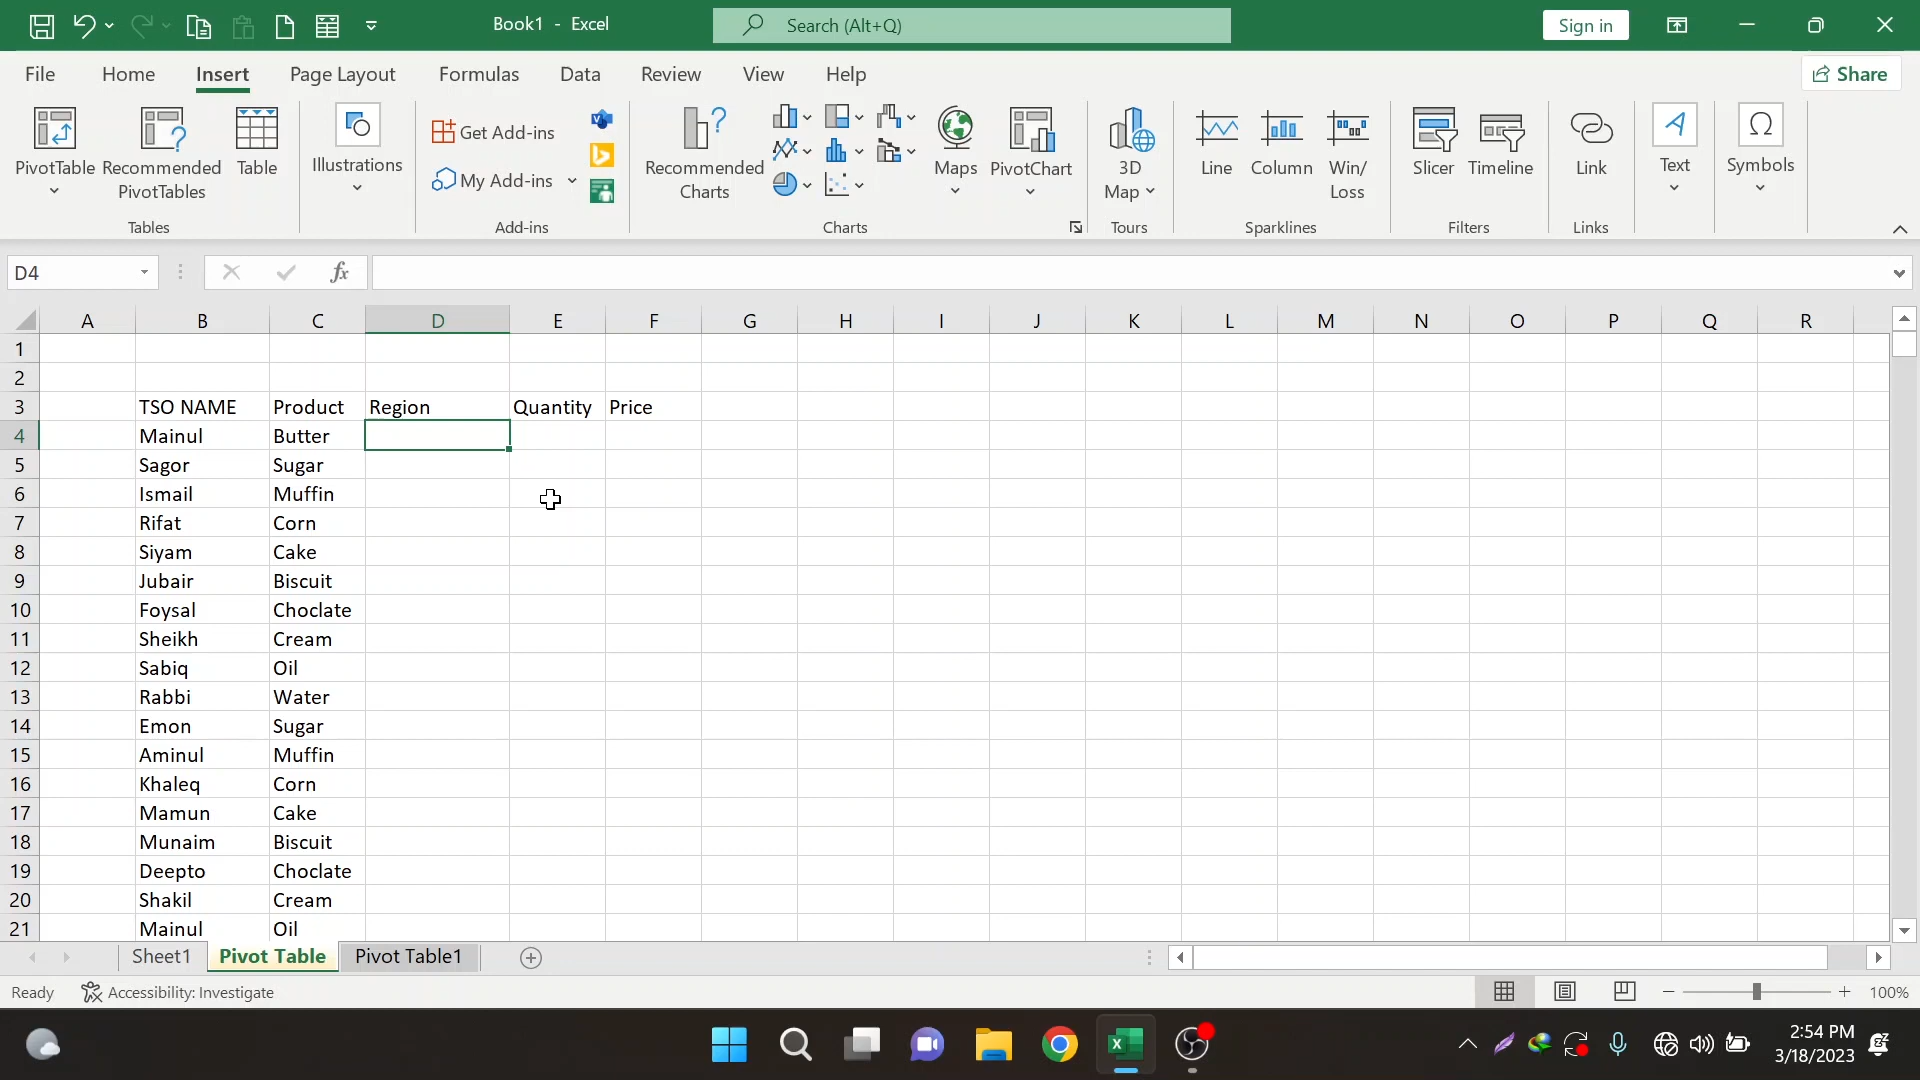 Book1 - Excel
Search (Alt+Q)
Sign in
File Home Insert Page Layout Formulas Data Review View Help
Share
PivotTable
Recommended PivotTables
Table
Tables
Illustrations
Get Add-ins
My Add-ins
Add-ins
Recommended Charts
Maps
PivotChart
Charts
3D Map
Tours
Line
Column
Win/ Loss
Sparklines
Slicer
Timeline
Filters
Link
Links
Text
Symbols
D4
fx
A B C D E F G H I J K L M N O P Q R
1
2
3 TSO NAME Product Region Quantity Price
4 Mainul Butter
5 Sagor Sugar
6 Ismail Muffin
7 Rifat Corn
8 Siyam Cake
9 Jubair Biscuit
10 Foysal Choclate
11 Sheikh Cream
12 Sabiq Oil
13 Rabbi Water
14 Emon Sugar
15 Aminul Muffin
16 Khaleq Corn
17 Mamun Cake
18 Munaim Biscuit
19 Deepto Choclate
20 Shakil Cream
21 Mainul Oil
Sheet1 Pivot Table Pivot Table1
Ready Accessibility: Investigate
100%
2:54 PM
3/18/2023